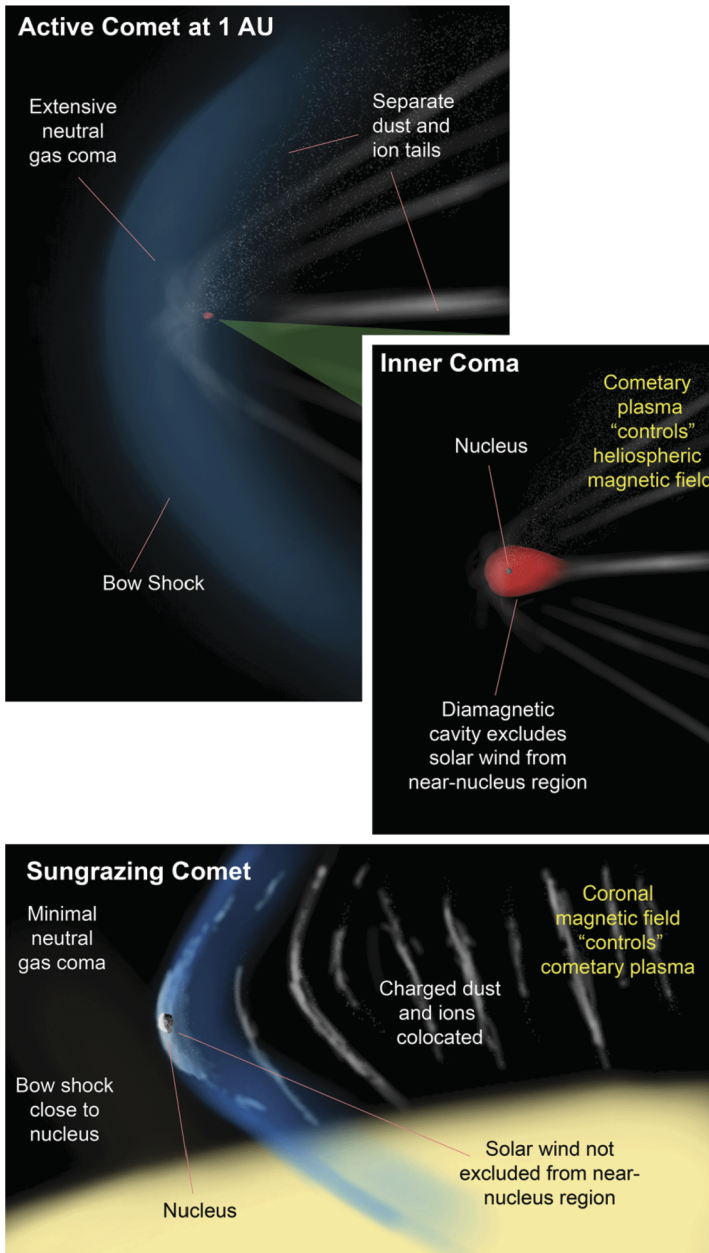 Active Comet at 1 AU
Extensive
neutral
gas coma
Separate
dust and
ion tails
Bow Shock
Inner Coma
Cometary
plasma
“controls”
heliospheric
magnetic field
Nucleus
Diamagnetic
cavity excludes
solar wind from
near-nucleus region
Sungrazing Comet
Minimal
neutral
gas coma
Coronal
magnetic field
“controls”
cometary plasma
Charged dust
and ions
colocated
Bow shock
close to
nucleus
Solar wind not
excluded from near-
nucleus region
Nucleus